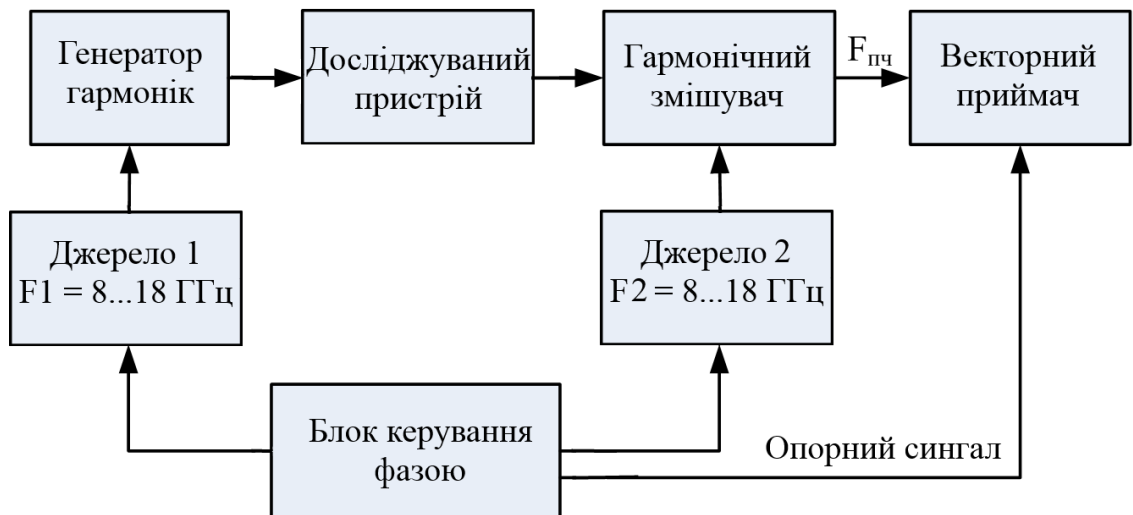 Генератор
гармонік
Досліджуваний
пристрій
Гармонічний
змішувач
Fпч
Векторний
приймач
Джерело 1
F1 = 8...18 ГГц
Джерело 2
F2 = 8...18 ГГц
Блок керування
фазою
Опорний сингал